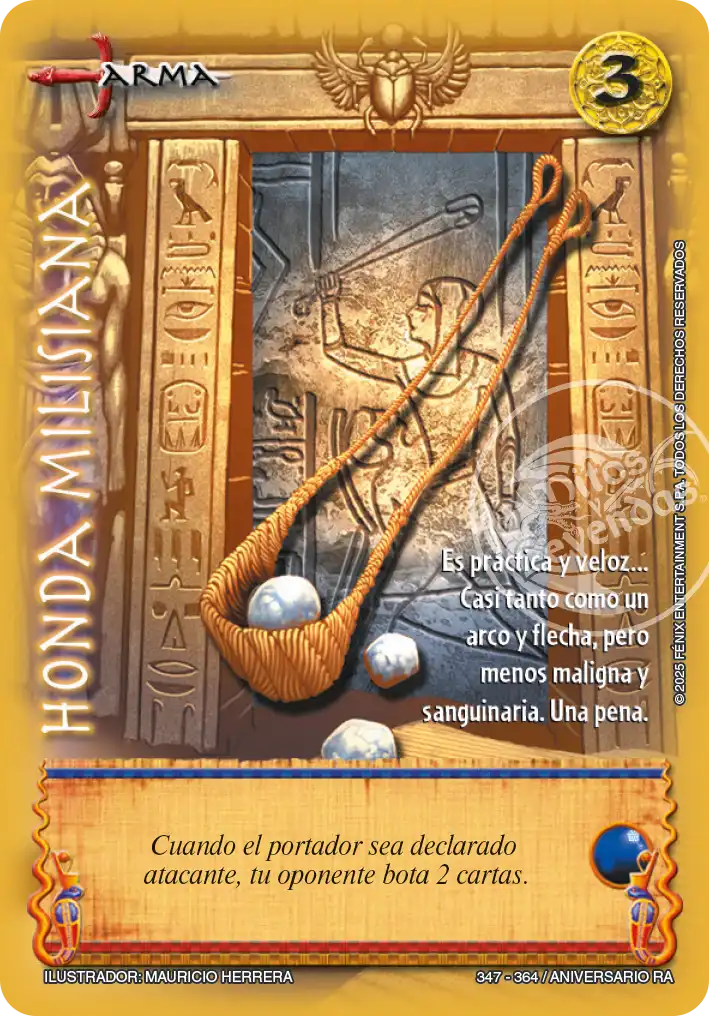 ARMA
3
HONDA MILISIANA
Es práctica y veloz...
Casi tanto como un
arco y flecha, pero
menos maligna y
sanguinaria. Una pena.
© 2025 FÉNIX ENTERTAINMENT S.P.A. TODOS LOS DERECHOS RESERVADOS
Mitos
y
Leyendas
Cuando el portador sea declarado
atacante, tu oponente bota 2 cartas.
ILUSTRADOR: MAURICIO HERRERA
347 - 364 / ANIVERSARIO RA